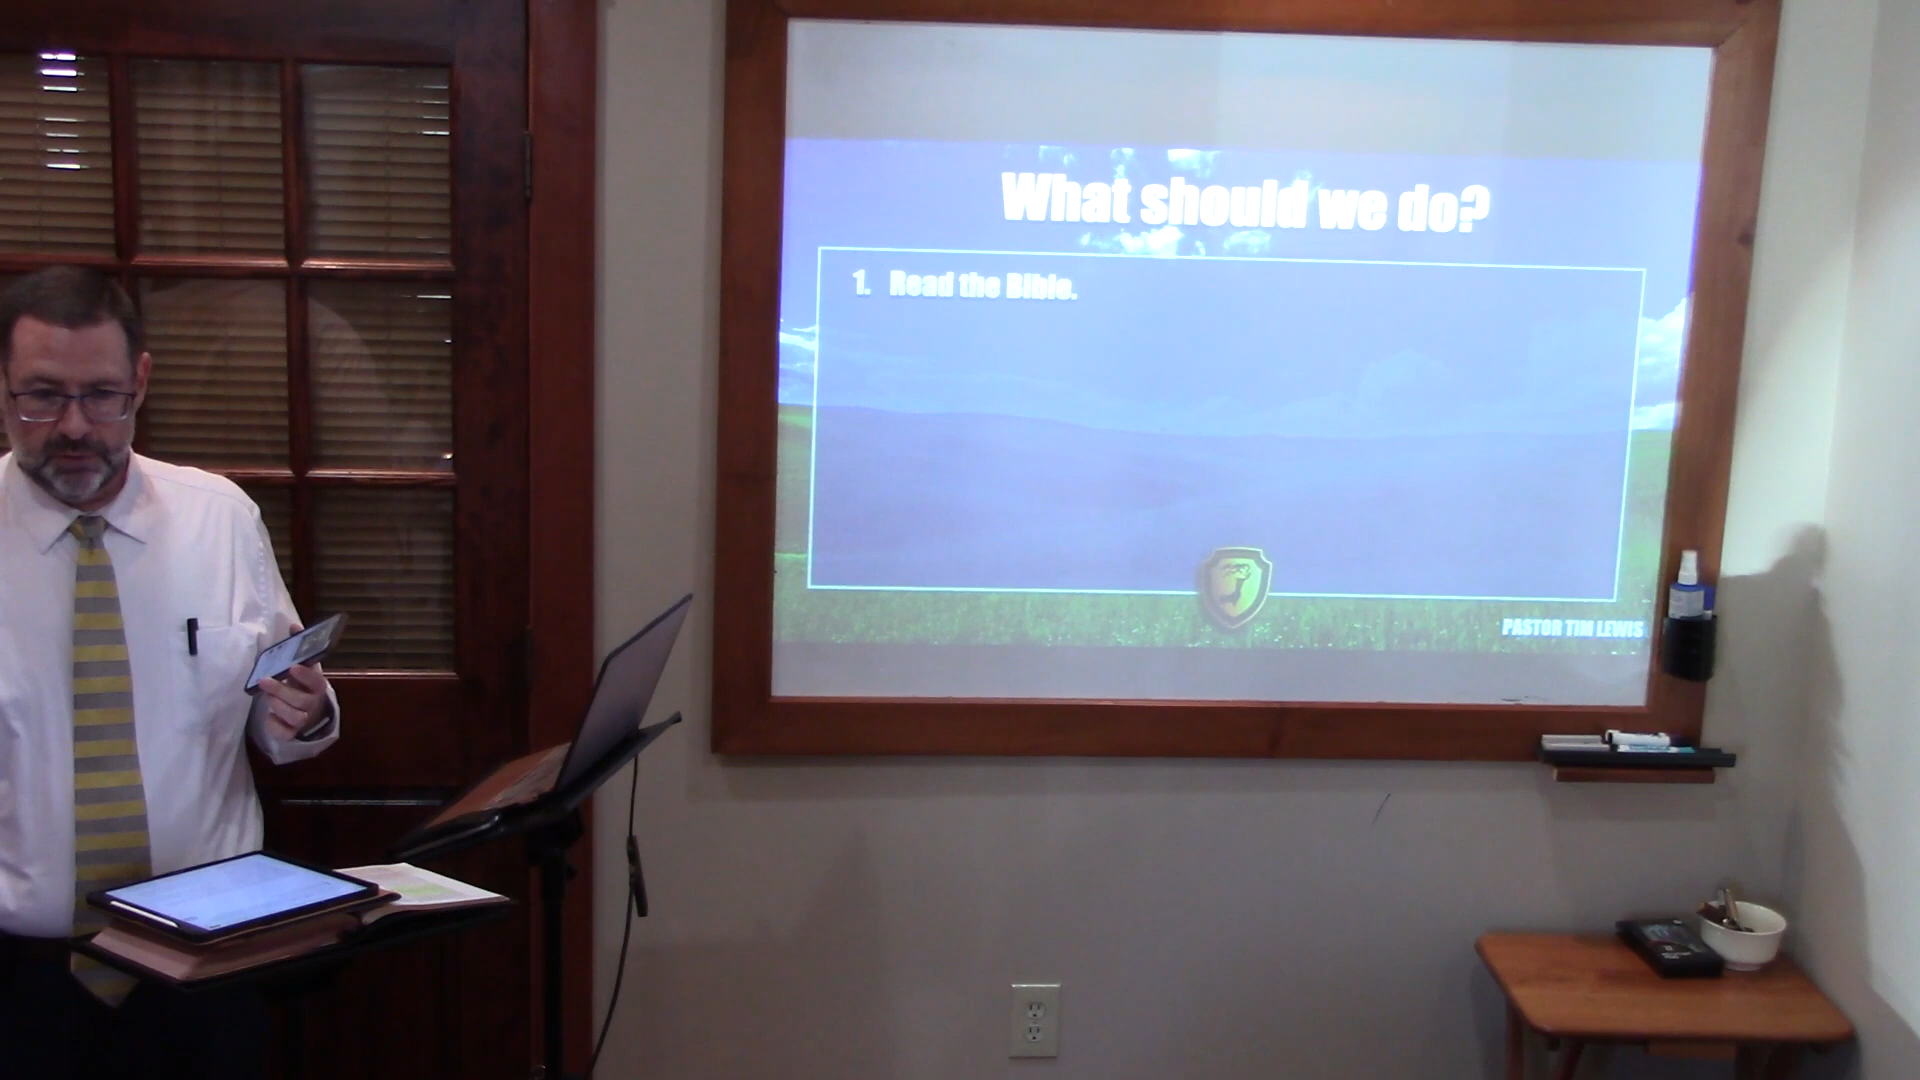 What should we do?
1. Read the Bible.
PASTOR TIM LEWIS